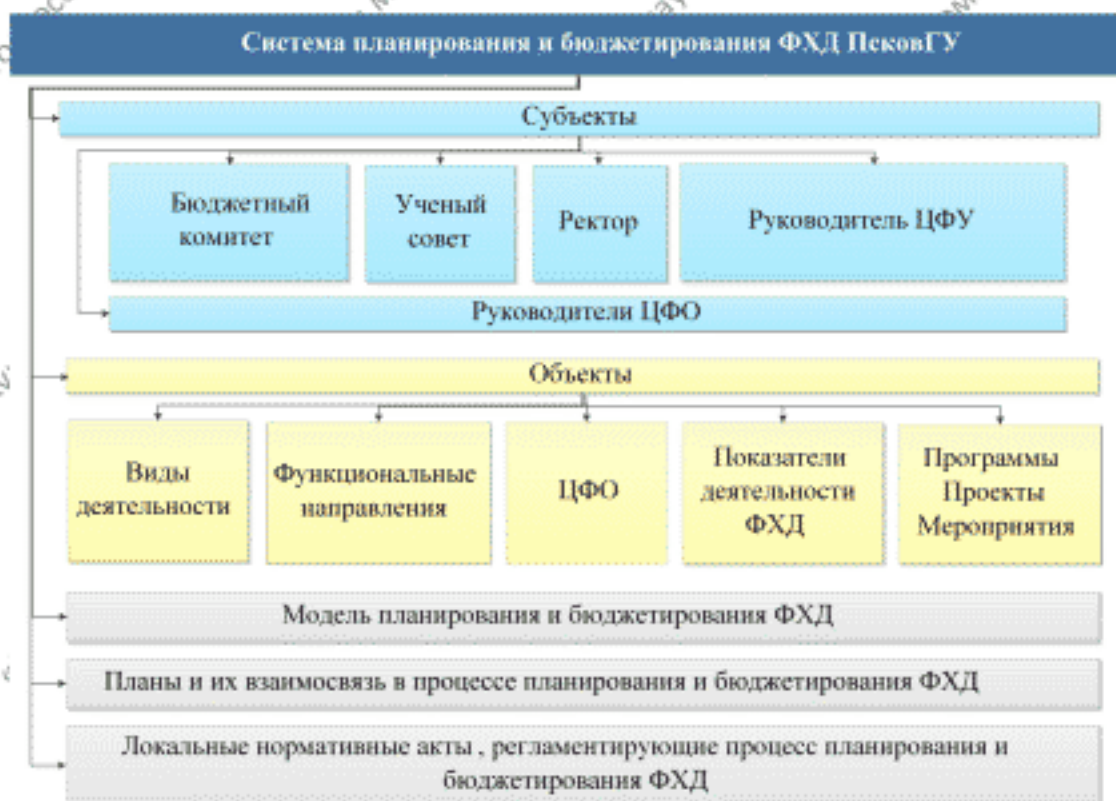 Система планирования и бюджетирования ФХД ПсковГУ
Субъекты
Бюджетный
комитет
Ученый
совет
Ректор
Руководитель ЦФУ
Руководители ЦФО
Объекты
Виды
деятельности
Функциональные
направления
ЦФО
Показатели
деятельности
ФХД
Программы
Проекты
Мероприятия
Модель планирования и бюджетирования ФХД
Планы и их взаимосвязь в процессе планирования и бюджетирования ФХД
Локальные нормативные акты , регламентирующие процесс планирования и
бюджетирования ФХД